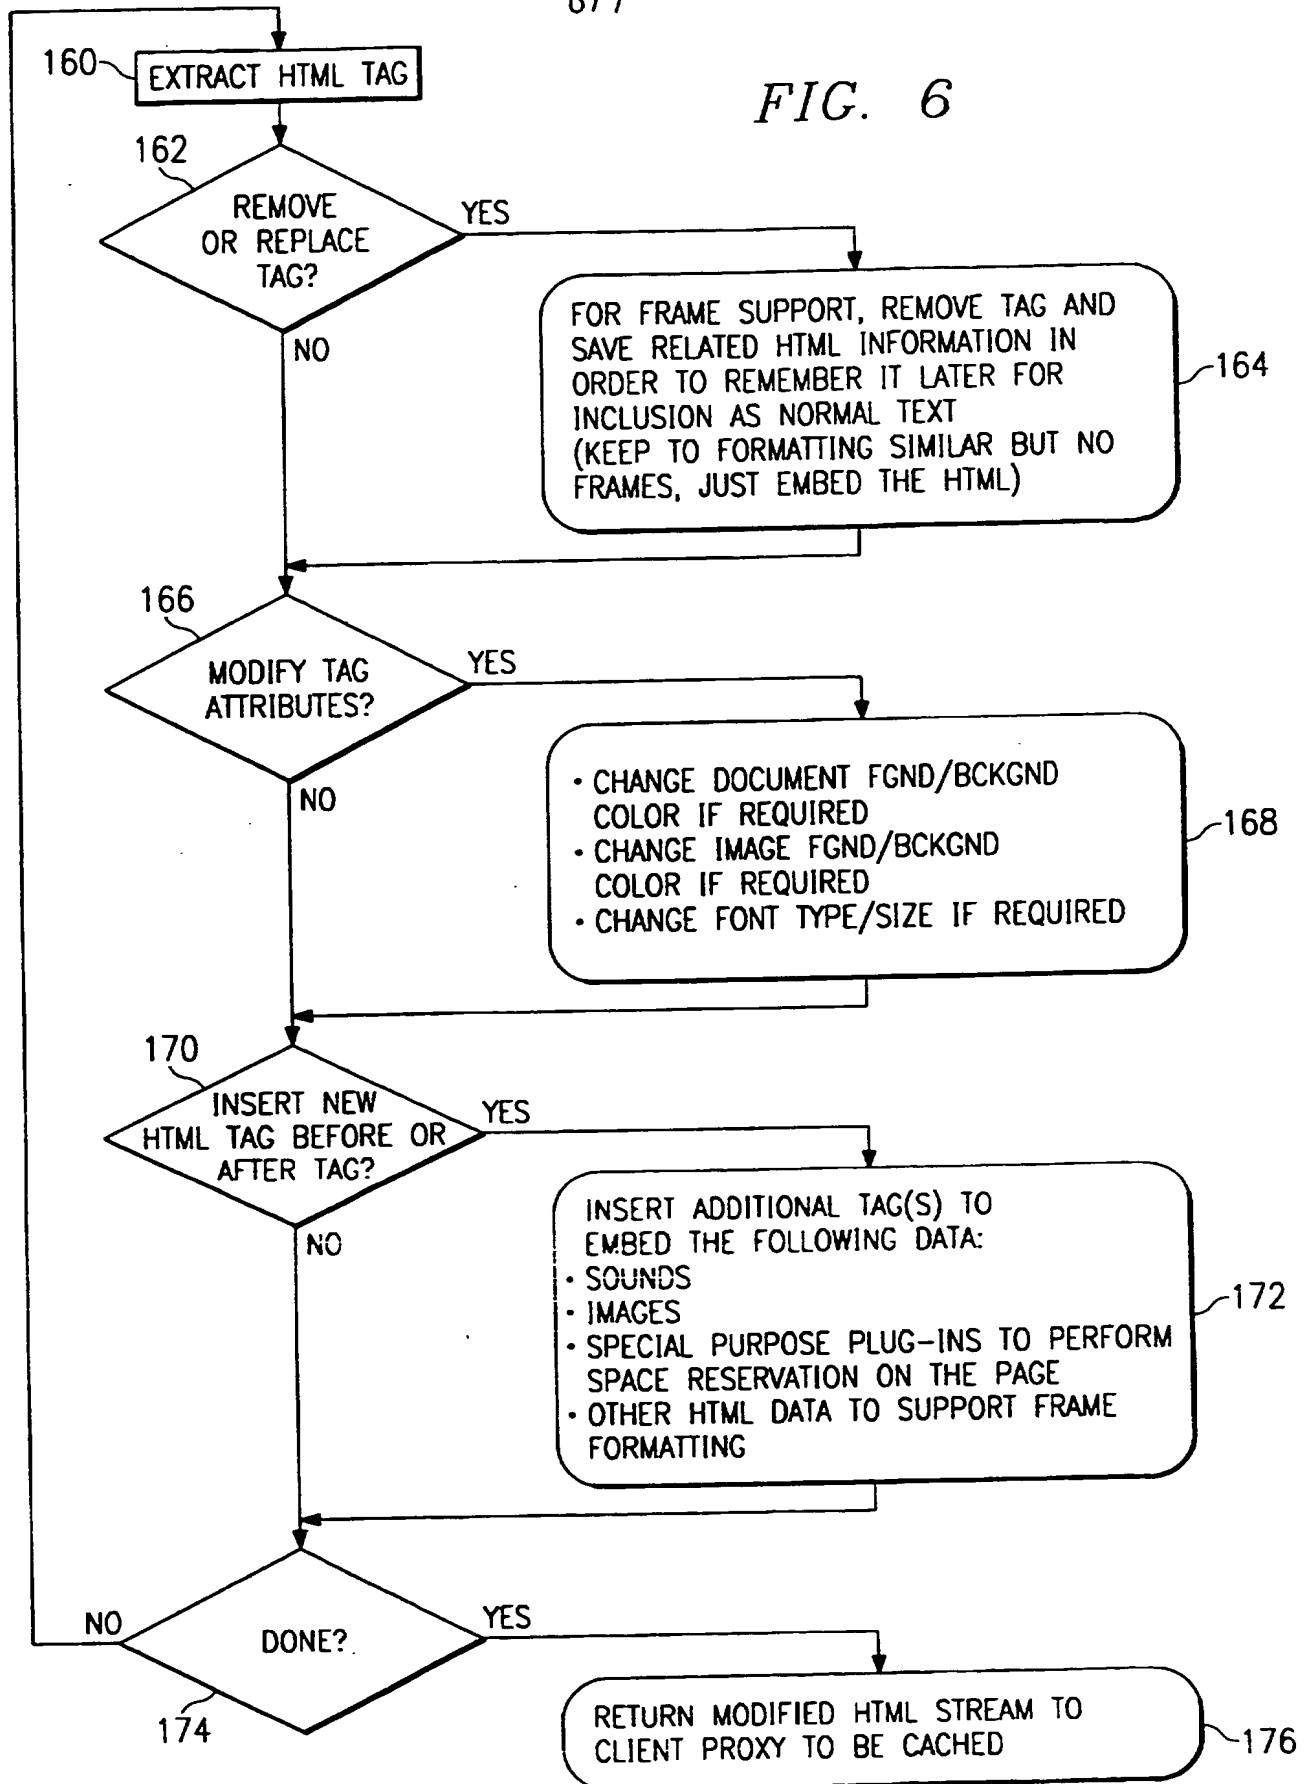 160
EXTRACT HTML TAG
FIG. 6
162
REMOVE
OR REPLACE
TAG?
YES
NO
FOR FRAME SUPPORT, REMOVE TAG AND
SAVE RELATED HTML INFORMATION IN
ORDER TO REMEMBER IT LATER FOR
INCLUSION AS NORMAL TEXT
(KEEP TO FORMATTING SIMILAR BUT NO
FRAMES, JUST EMBED THE HTML)
164
166
MODIFY TAG
ATTRIBUTES?
YES
NO
• CHANGE DOCUMENT FGND/BCKGND
COLOR IF REQUIRED
• CHANGE IMAGE FGND/BCKGND
COLOR IF REQUIRED
• CHANGE FONT TYPE/SIZE IF REQUIRED
168
170
INSERT NEW
HTML TAG BEFORE OR
AFTER TAG?
YES
NO
INSERT ADDITIONAL TAG(S) TO
EMBED THE FOLLOWING DATA:
• SOUNDS
• IMAGES
• SPECIAL PURPOSE PLUG-INS TO PERFORM
SPACE RESERVATION ON THE PAGE
• OTHER HTML DATA TO SUPPORT FRAME
FORMATTING
172
NO
DONE?
YES
174
RETURN MODIFIED HTML STREAM TO
CLIENT PROXY TO BE CACHED
176